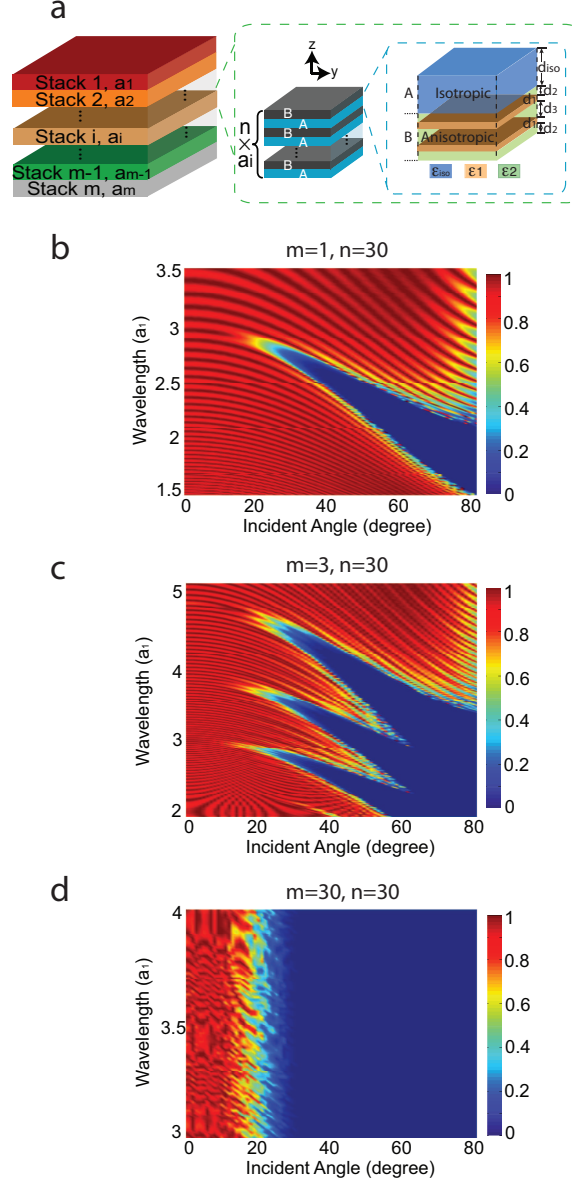 a
Stack 1, a1
Stack 2, a2
Stack i, ai
Stack m-1, am-1
Stack m, am
z
y
n
×
ai
B
A
B
A
B
A
A
B
Isotropic
Anisotropic
diso
d2
d1
d3
d2
εiso
ε1
ε2
b
m=1, n=30
Wavelength (a1)
3.5
3
2.5
2
1.5
0 20 40 60 80
Incident Angle (degree)
1
0.8
0.6
0.4
0.2
0
c
m=3, n=30
Wavelength (a1)
5
4
3
2
0 20 40 60 80
Incident Angle (degree)
1
0.8
0.6
0.4
0.2
0
d
m=30, n=30
Wavelength (a1)
4
3.5
3
0 20 40 60 80
Incident Angle (degree)
1
0.8
0.6
0.4
0.2
0